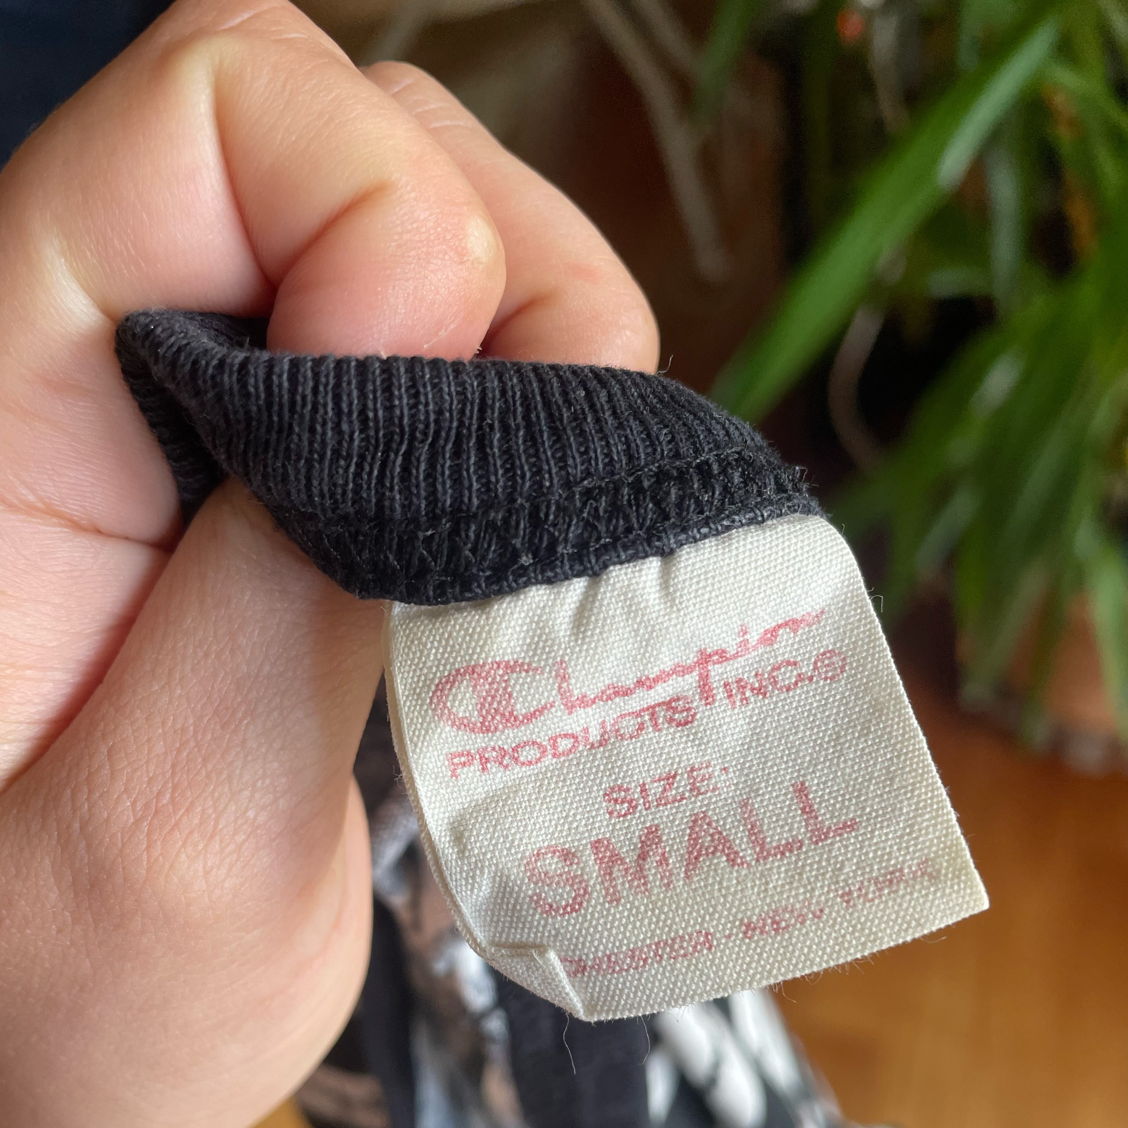 Champion
PRODUCTS INC.®
SIZE.
SMALL
NEW YORK